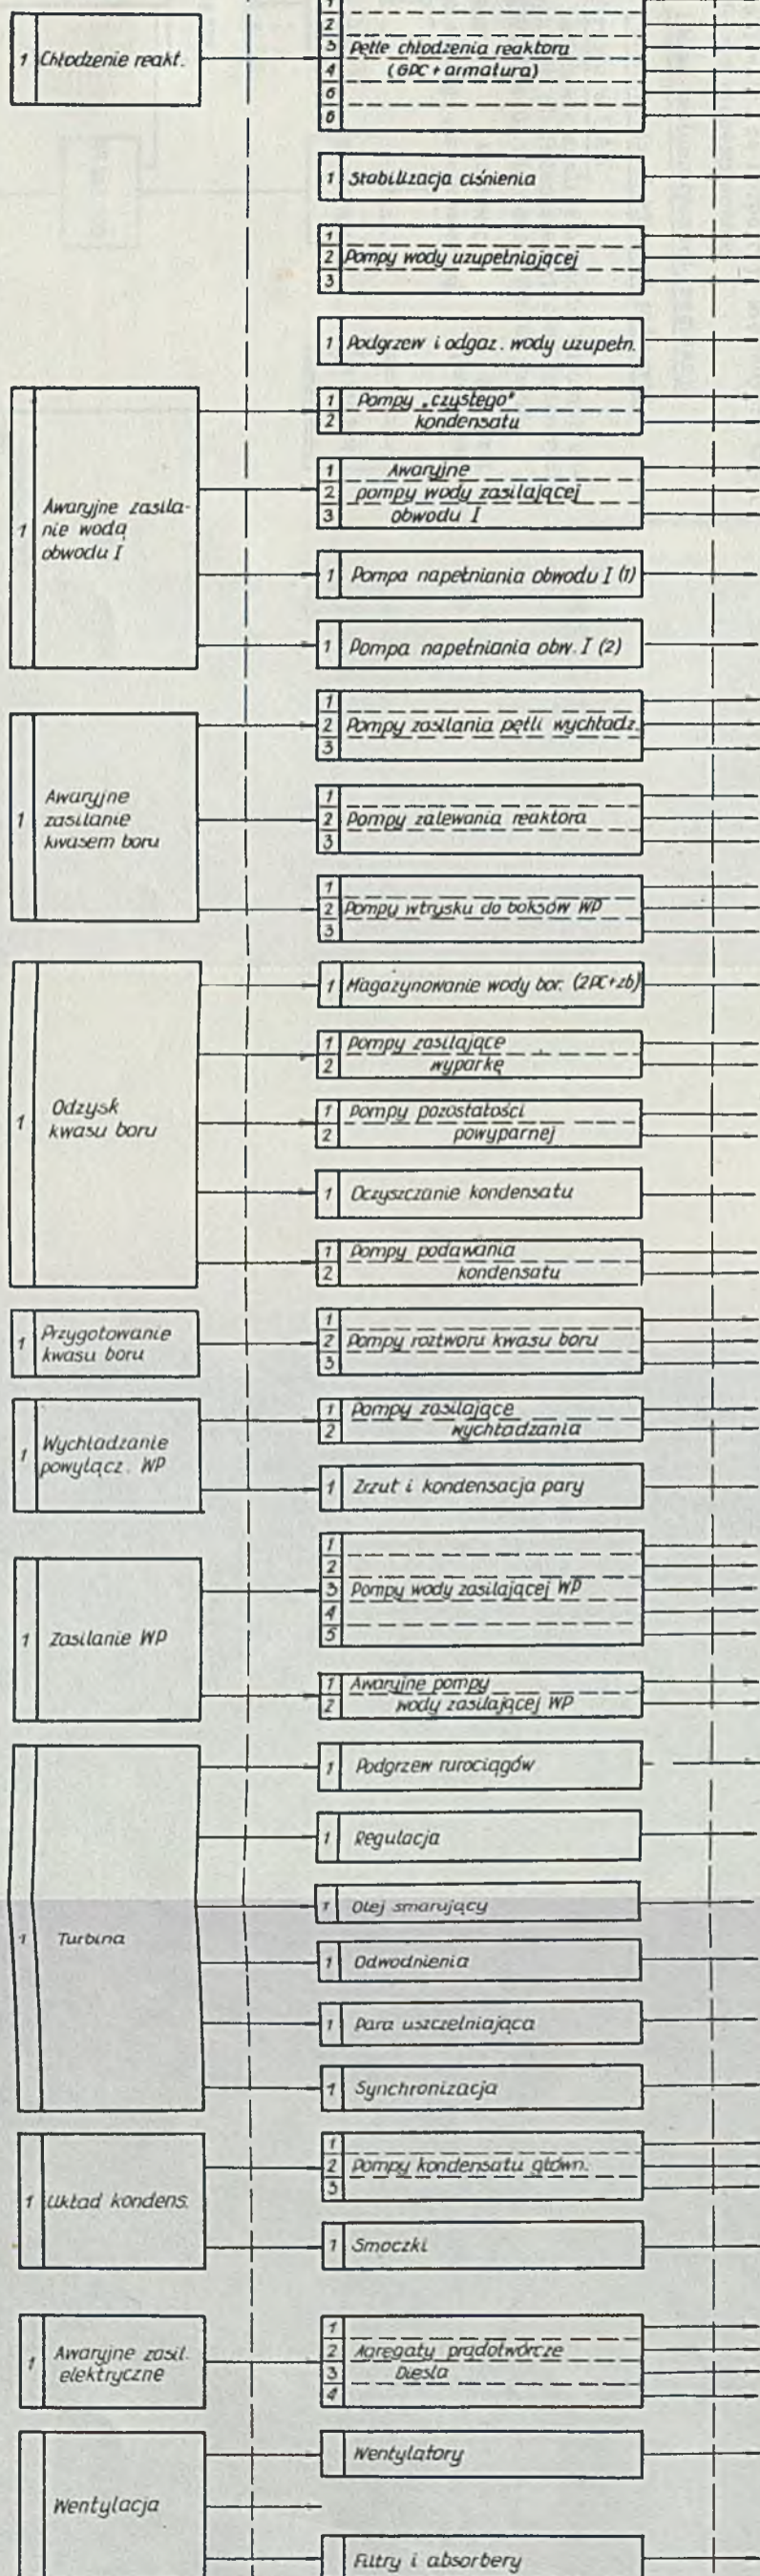 1 Chłodzenie reakt.
1
2
3 Pętle chłodzenia reaktora
4 (GPC + armatura)
6
6
1 Stabilizacja ciśnienia
1
2 Pompy wody uzupełniającej
3
1 Podgrzew i odgaz. wody uzupełn.
1 Awaryjne zasila-
nie wodą
obwodu I
1 Pompy „czystego"
2 kondensatu
1 Awaryjne
2 pompy wody zasilającej
3 obwodu I
1 Pompa napełniania obwodu I (1)
1 Pompa napełniania obw. I (2)
1 Awaryjne
zasilanie
kwasem boru
1
2 Pompy zasilania pętli wychładz.
3
1
2 Pompy zalewania reaktora
3
1
2 Pompy wtrysku do boksów WP
3
1 Odzysk
kwasu boru
1 Magazynowanie wody bor. (2PC+zb)
1 Pompy zasilające
2 wyparkę
1 Pompy pozostałości
2 powyparnej
1 Oczyszczanie kondensatu
1 Pompy podawania
2 kondensatu
1 Przygotowanie
kwasu boru
1
2 Pompy roztworu kwasu boru
3
1 Wychładzanie
powyłącz. WP
1 Pompy zasilające
2 wychładzania
1 Zrzut i kondensacja pary
1 Zasilanie WP
1
2
3 Pompy wody zasilającej WP
4
5
1 Awaryjne pompy
2 wody zasilającej WP
1 Turbina
1 Podgrzew rurociągów
1 Regulacja
1 Olej smarujący
1 Odwodnienia
1 Para uszczelniająca
1 Synchronizacja
1 Układ kondens.
1
2 Pompy kondensatu główn.
3
1 Smoczki
1 Awaryjne zasil.
elektryczne
1
2 Agregaty prądotwórcze
3 Diesla
4
Wentylacja
Wentylatory
Filtry i absorbery